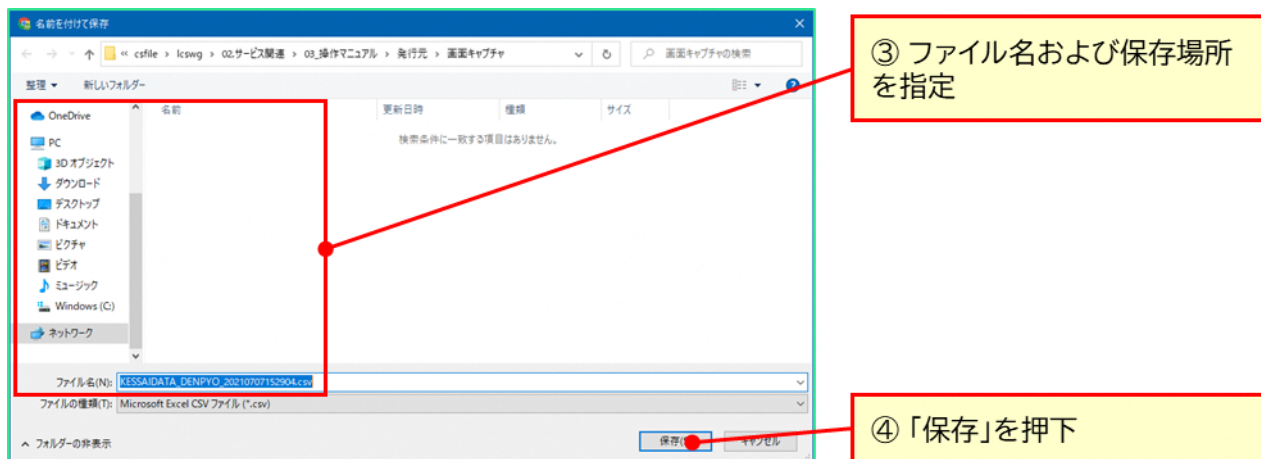 名前を付けて保存
« csfile › lcswg › 02.サービス関連 › 03_操作マニュアル › 発行元 › 画面キャプチャ
画面キャプチャの検索
整理 新しいフォルダー
名前 更新日時 種類 サイズ
検索条件に一致する項目はありません。
OneDrive
PC
3D オブジェクト
ダウンロード
デスクトップ
ドキュメント
ピクチャ
ビデオ
ミュージック
Windows (C:)
ネットワーク
ファイル名(N): KESSAIDATA_DENPYO_20210707152904.csv
ファイルの種類(T): Microsoft Excel CSV ファイル (*.csv)
フォルダーの非表示
保存( キャンセル
③ ファイル名および保存場所
を指定
④ 「保存」を押下